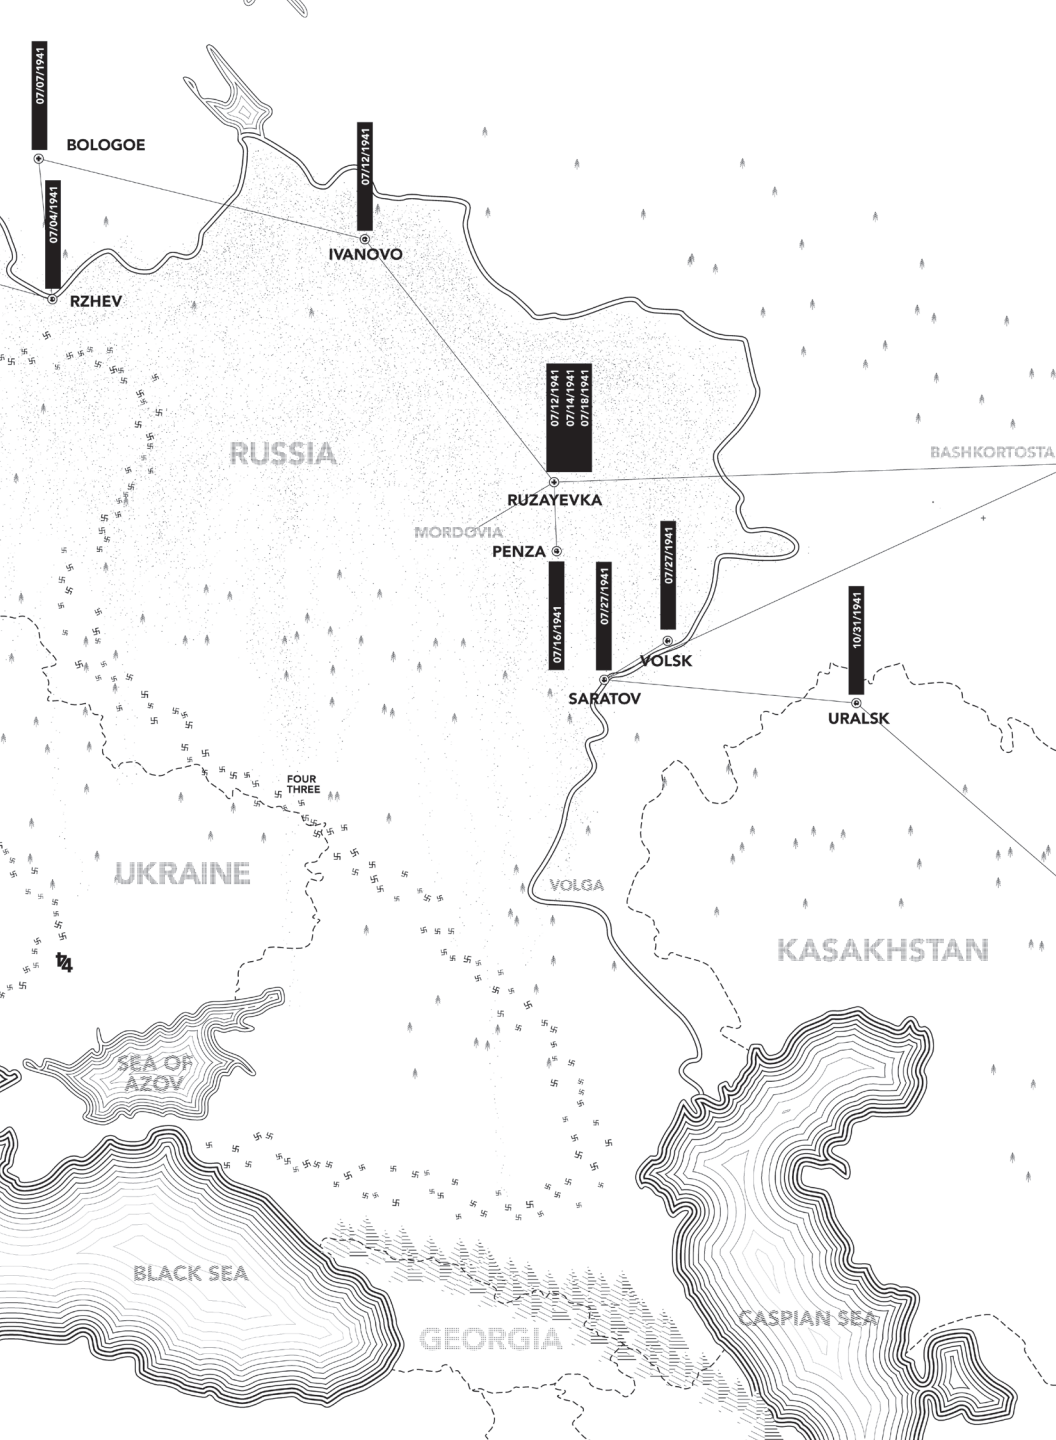 07/07/1941
BOLOGOE
07/12/1941
07/04/1941
IVANOVO
RZHEV
07/12/1941
07/14/1941
07/18/1941
RUSSIA
BASHKORTOSTA
RUZAYEVKA
MORDOVIA
PENZA
07/27/1941
07/16/1941
07/27/1941
10/31/1941
VOLSK
SARATOV
URALSK
FOUR
THREE
UKRAINE
VOLGA
KASAKHSTAN
SEA OF
AZOV
BLACK SEA
CASPIAN SEA
GEORGIA